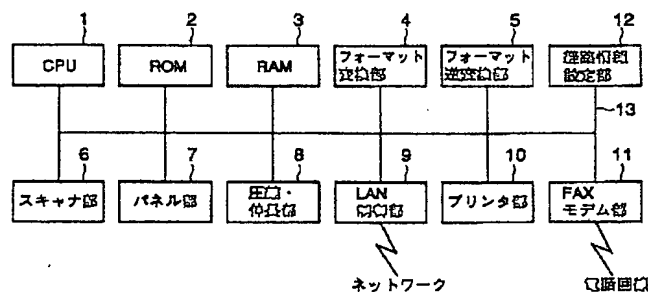 1
2
3
4
5
12
CPU
ROM
RAM
フォーマット
変換部
フォーマット
逆変換部
設定部
13
6
7
8
9
10
11
スキャナ部
パネル部
圧縮・
伸長部
LAN
制御部
プリンタ部
FAX
モデム部
ネットワーク